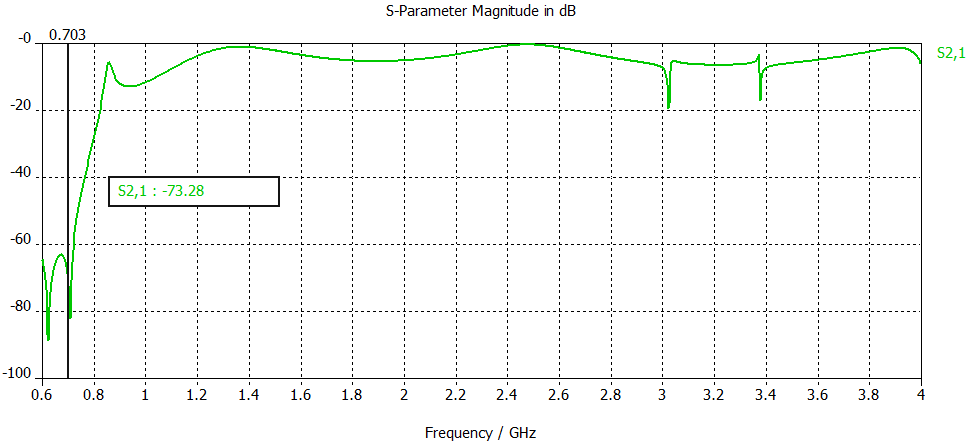 S-Parameter Magnitude in dB
-0
0.703
S2,1
-20
-40
S2,1 : -73.28
-60
-80
-100
0.6 0.8 1 1.2 1.4 1.6 1.8 2 2.2 2.4 2.6 2.8 3 3.2 3.4 3.6 3.8 4
Frequency / GHz